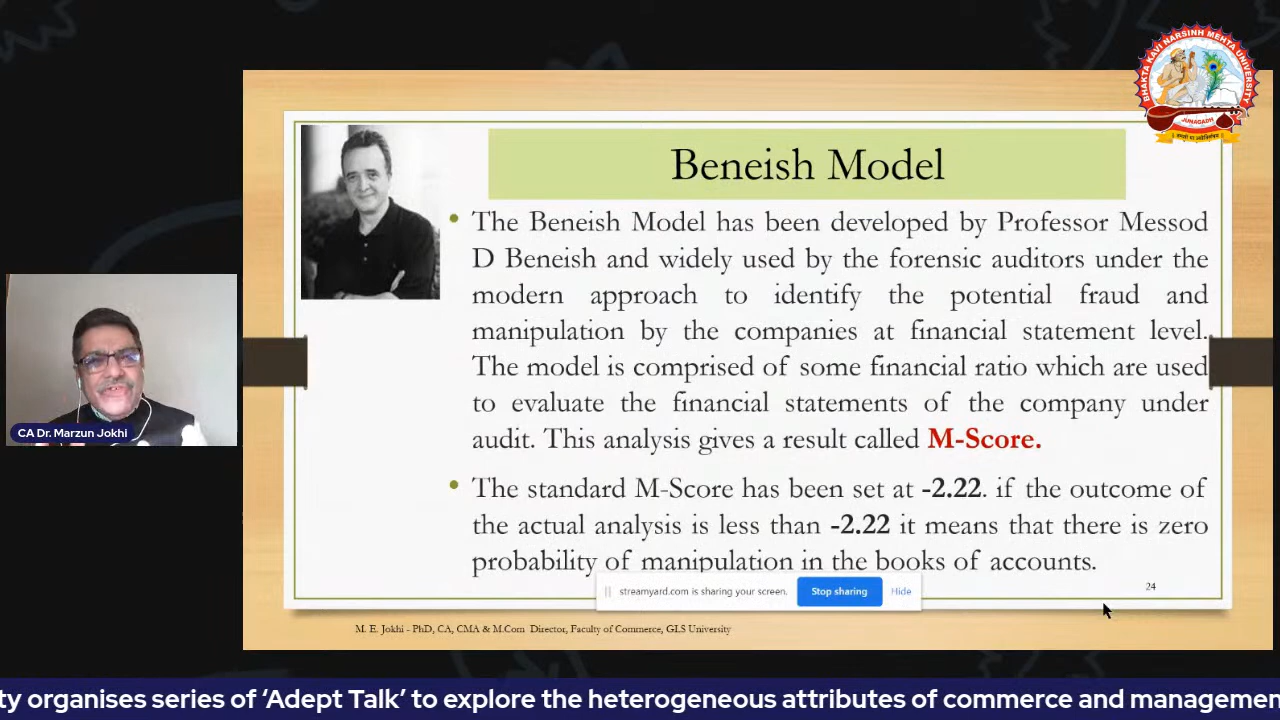 BHAKTA KAVI NARSINH MEHTA UNIVERSITY
JUNAGADH
Beneish Model
• The Beneish Model has been developed by Professor Messod
D Beneish and widely used by the forensic auditors under the
modern approach to identify the potential fraud and
manipulation by the companies at financial statement level.
The model is comprised of some financial ratio which are used
to evaluate the financial statements of the company under
audit. This analysis gives a result called M-Score.
• The standard M-Score has been set at -2.22. if the outcome of
the actual analysis is less than -2.22 it means that there is zero
probability of manipulation in the books of accounts.
CA Dr. Marzun Jokhi
streamyard.com is sharing your screen.
Stop sharing
Hide
24
M. E. Jokhi - PhD, CA, CMA & M.Com Director, Faculty of Commerce, GLS University
ty organises series of ‘Adept Talk’ to explore the heterogeneous attributes of commerce and managemen